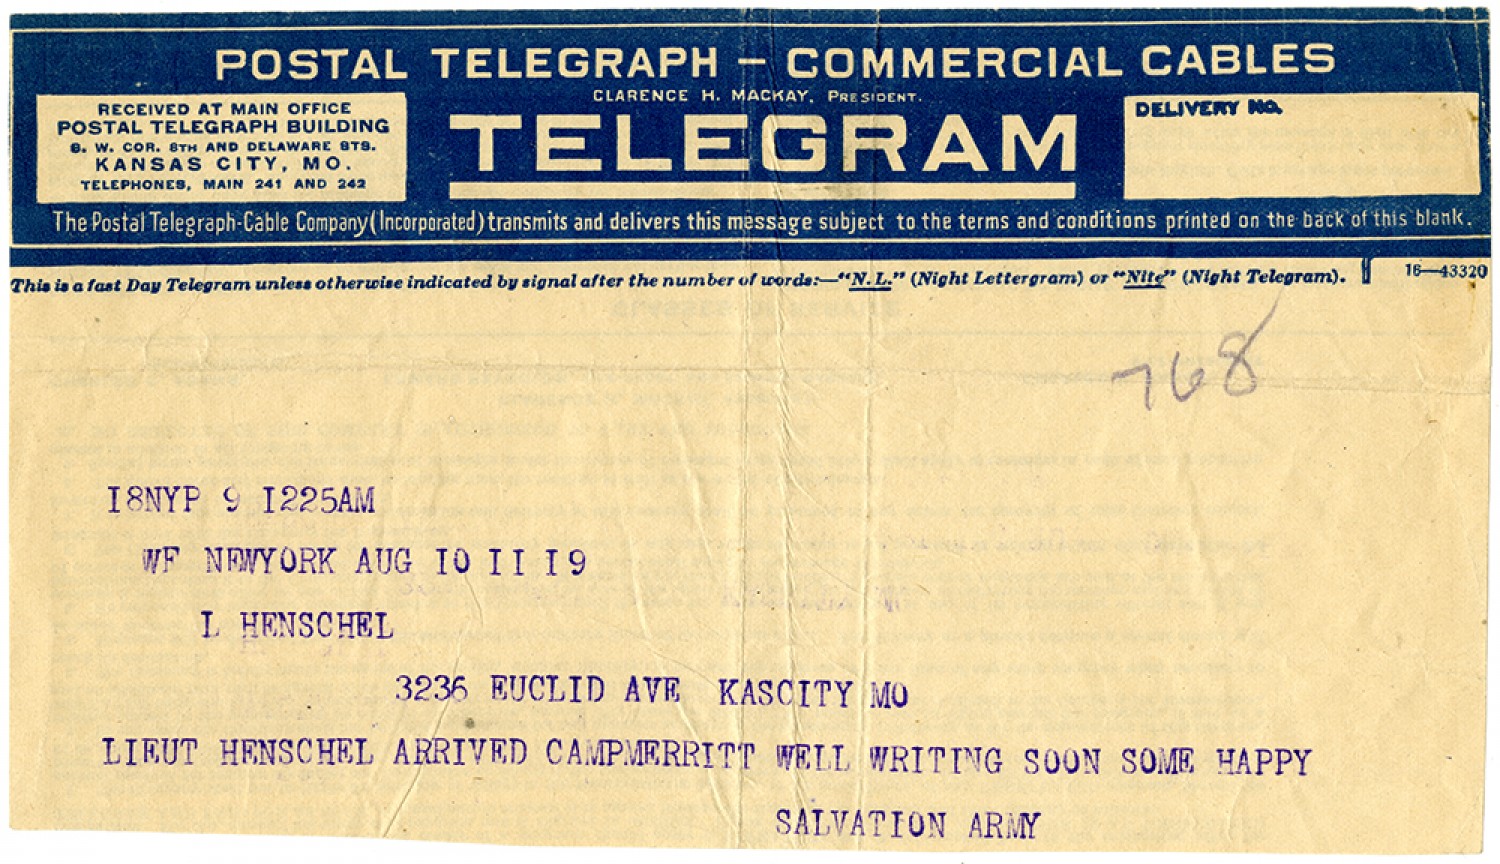 POSTAL TELEGRAPH – COMMERCIAL CABLES
CLARENCE H. MACKAY, PRESIDENT.
RECEIVED AT MAIN OFFICE
POSTAL TELEGRAPH BUILDING
S. W. COR. 8TH AND DELAWARE STS.
KANSAS CITY, MO.
TELEPHONES, MAIN 241 AND 242
TELEGRAM
DELIVERY NO.
The Postal Telegraph-Cable Company (Incorporated) transmits and delivers this message subject to the terms and conditions printed on the back of this blank.
This is a fast Day Telegram unless otherwise indicated by signal after the number of words:—"N.L." (Night Lettergram) or "Nite" (Night Telegram).
16—43320
768
I8NYP 9 I225AM
WF NEWYORK AUG IO II I9
L HENSCHEL
3236 EUCLID AVE KASCITY MO
LIEUT HENSCHEL ARRIVED CAMPMERRITT WELL WRITING SOON SOME HAPPY
SALVATION ARMY